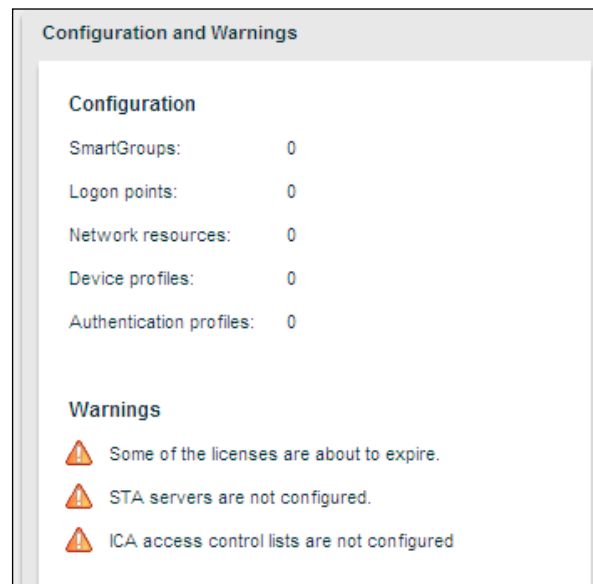 Configuration and Warnings
Configuration
SmartGroups: 0
Logon points: 0
Network resources: 0
Device profiles: 0
Authentication profiles: 0
Warnings
Some of the licenses are about to expire.
STA servers are not configured.
ICA access control lists are not configured